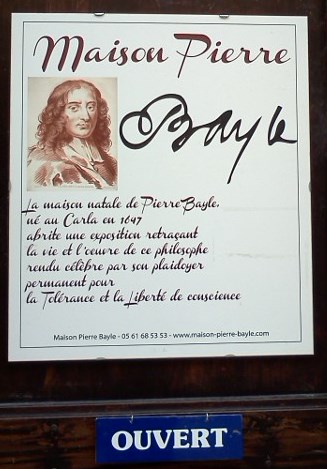 Maison Pierre
Bayle
La maison natale de Pierre Bayle,
né au Carla en 1647
abrite une exposition retraçant
la vie et l'oeuvre de ce philosophe
rendu célèbre par son plaidoyer
permanent pour
la Tolérance et la Liberté de conscience
Maison Pierre Bayle - 05 61 68 53 53 - www.maison-pierre-bayle.com
OUVERT